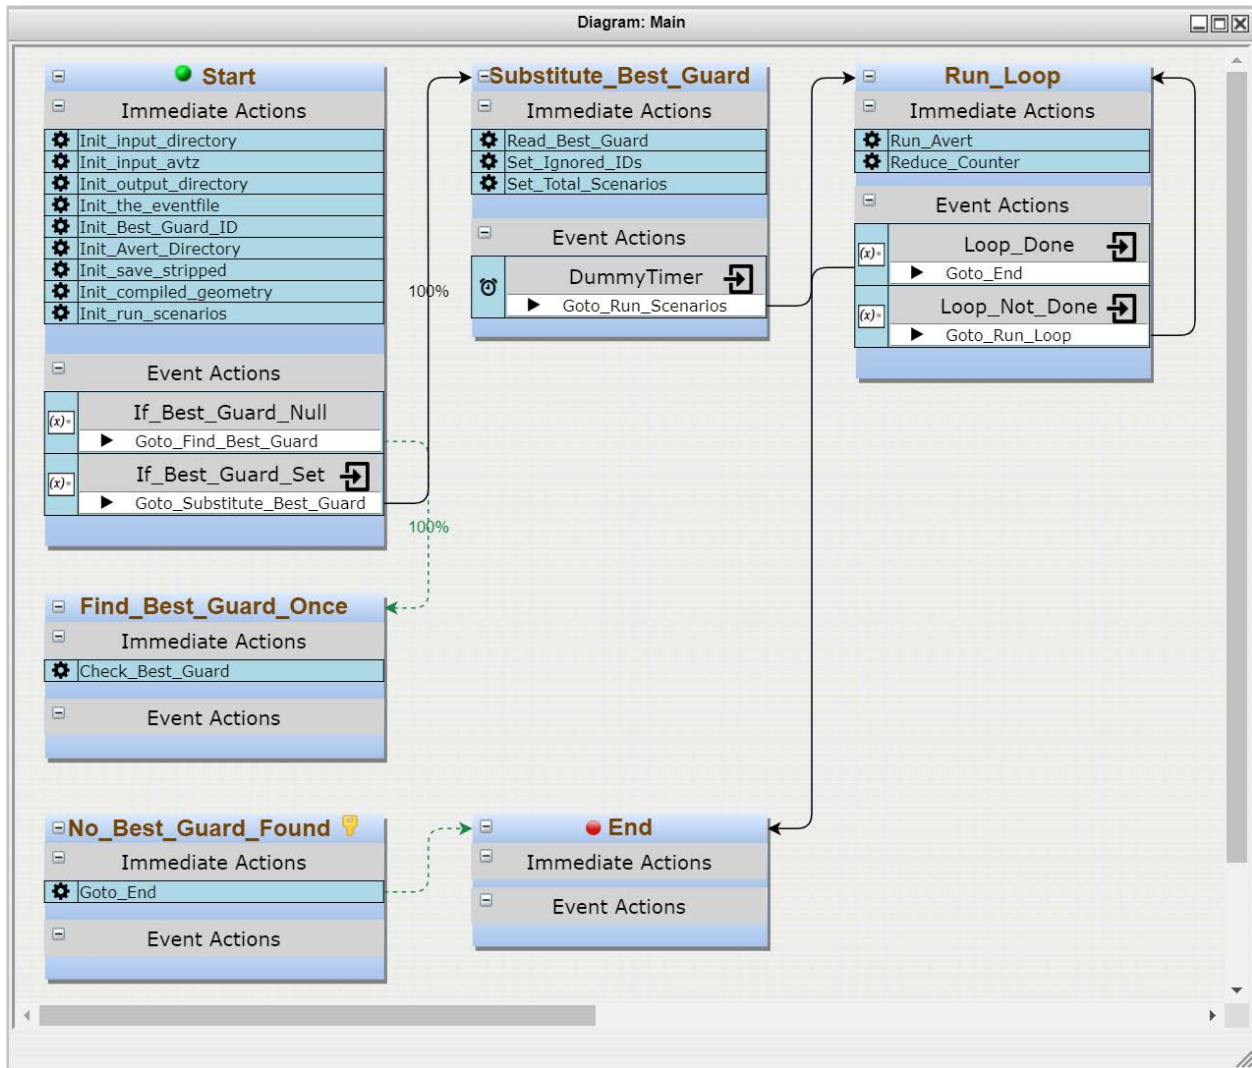 Diagram: Main
Start
Immediate Actions
Init_input_directory
Init_input_avtz
Init_output_directory
Init_the_eventfile
Init_Best_Guard_ID
Init_Avert_Directory
Init_save_stripped
Init_compiled_geometry
Init_run_scenarios
Event Actions
(x)=
If_Best_Guard_Null
Goto_Find_Best_Guard
(x)=
If_Best_Guard_Set
Goto_Substitute_Best_Guard
100%
100%
Substitute_Best_Guard
Immediate Actions
Read_Best_Guard
Set_Ignored_IDs
Set_Total_Scenarios
Event Actions
DummyTimer
Goto_Run_Scenarios
Run_Loop
Immediate Actions
Run_Avert
Reduce_Counter
Event Actions
(x)=
Loop_Done
Goto_End
(x)=
Loop_Not_Done
Goto_Run_Loop
Find_Best_Guard_Once
Immediate Actions
Check_Best_Guard
Event Actions
No_Best_Guard_Found
Immediate Actions
Goto_End
Event Actions
End
Immediate Actions
Event Actions